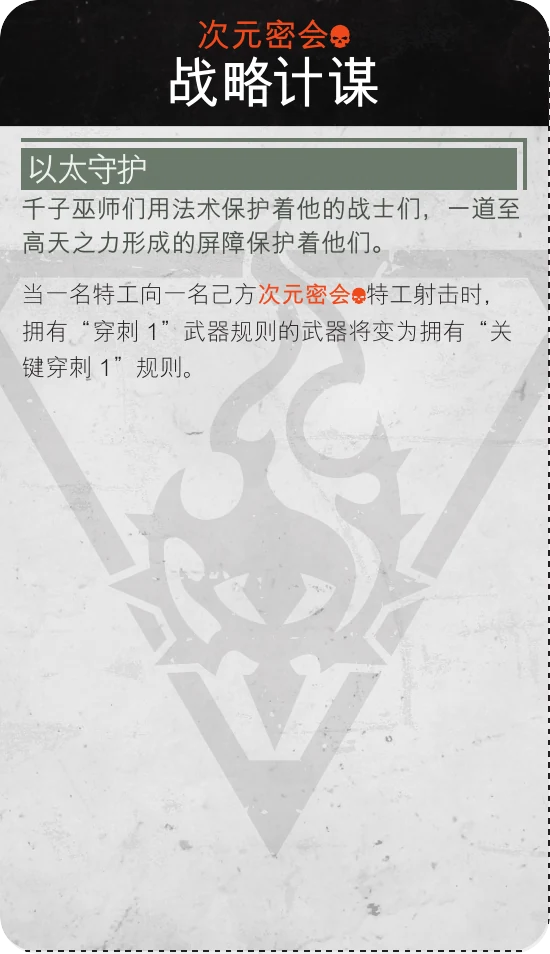 次元密会
战略计谋
以太守护
千子巫师们用法术保护着他的战士们，一道至
高天之力形成的屏障保护着他们。
当一名特工向一名己方次元密会特工射击时，
拥有“穿刺 1”武器规则的武器将变为拥有“关
键穿刺 1”规则。